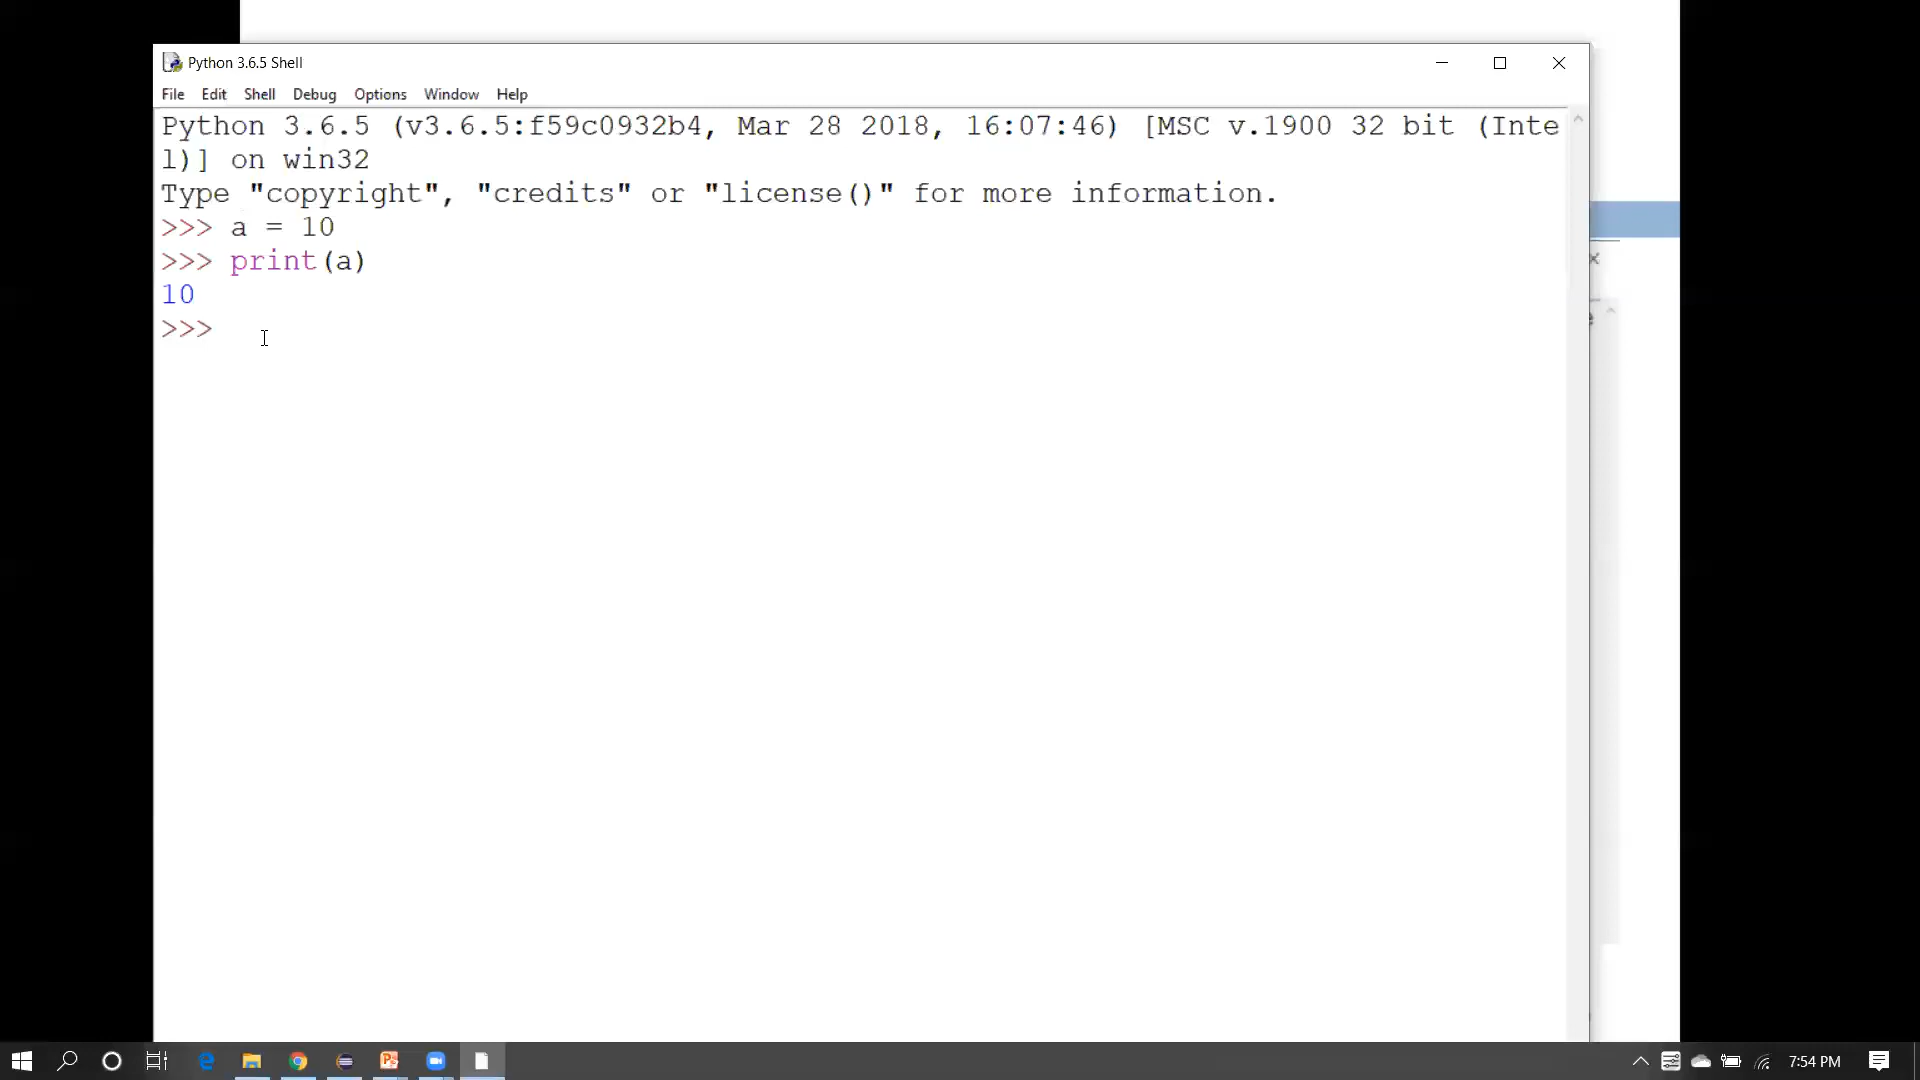 Python 3.6.5 Shell
File Edit Shell Debug Options Window Help
Python 3.6.5 (v3.6.5:f59c0932b4, Mar 28 2018, 16:07:46) [MSC v.1900 32 bit (Inte
l)] on win32
Type "copyright", "credits" or "license()" for more information.
>>> a = 10
>>> print(a)
10
>>>
7:54 PM